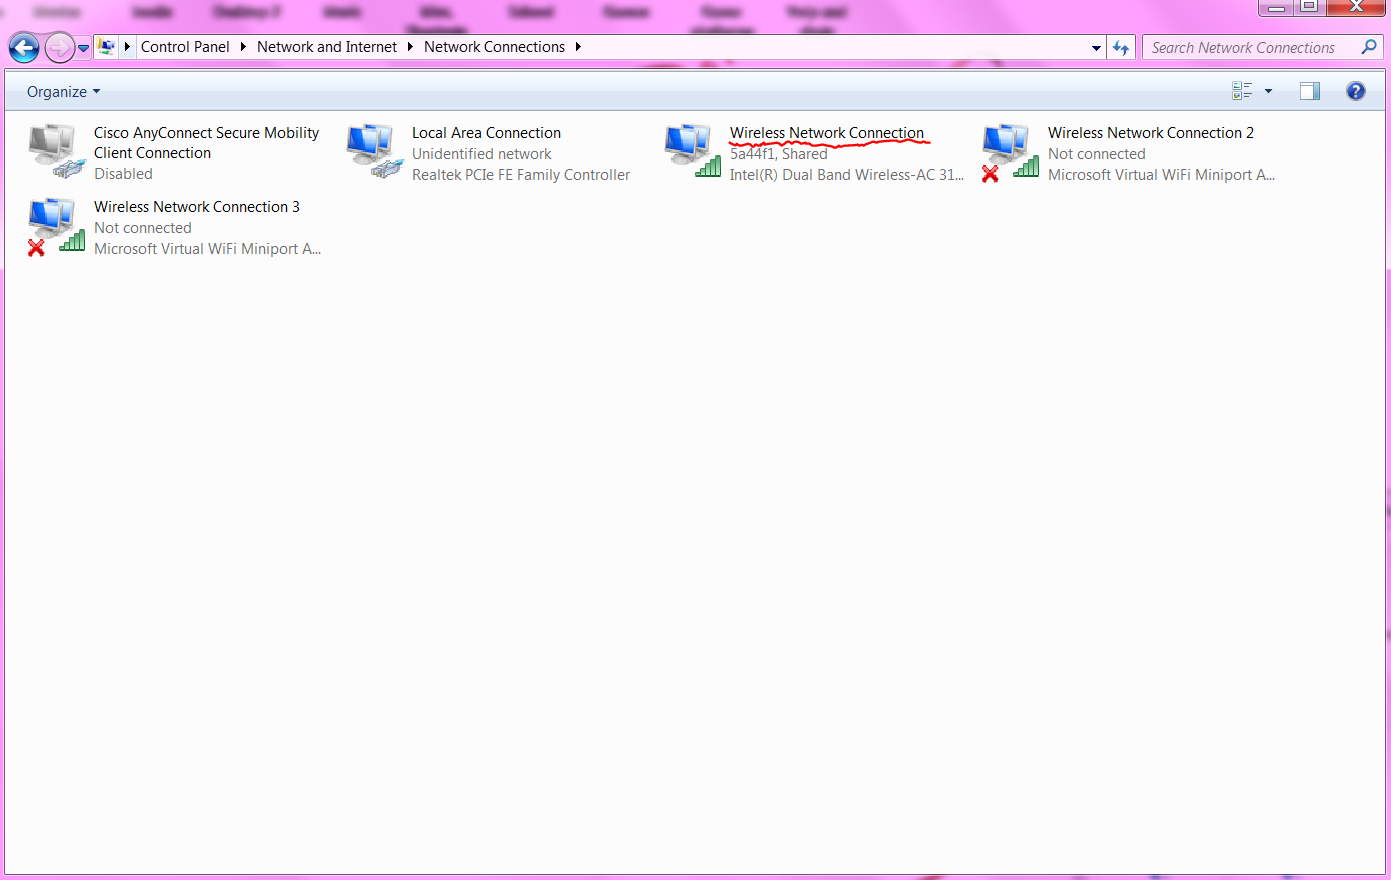 Control Panel Network and Internet Network Connections
Search Network Connections
Organize
Cisco AnyConnect Secure Mobility
Client Connection
Disabled
Local Area Connection
Unidentified network
Realtek PCIe FE Family Controller
Wireless Network Connection
5a44f1, Shared
Intel(R) Dual Band Wireless-AC 31...
Wireless Network Connection 2
Not connected
Microsoft Virtual WiFi Miniport A...
Wireless Network Connection 3
Not connected
Microsoft Virtual WiFi Miniport A...